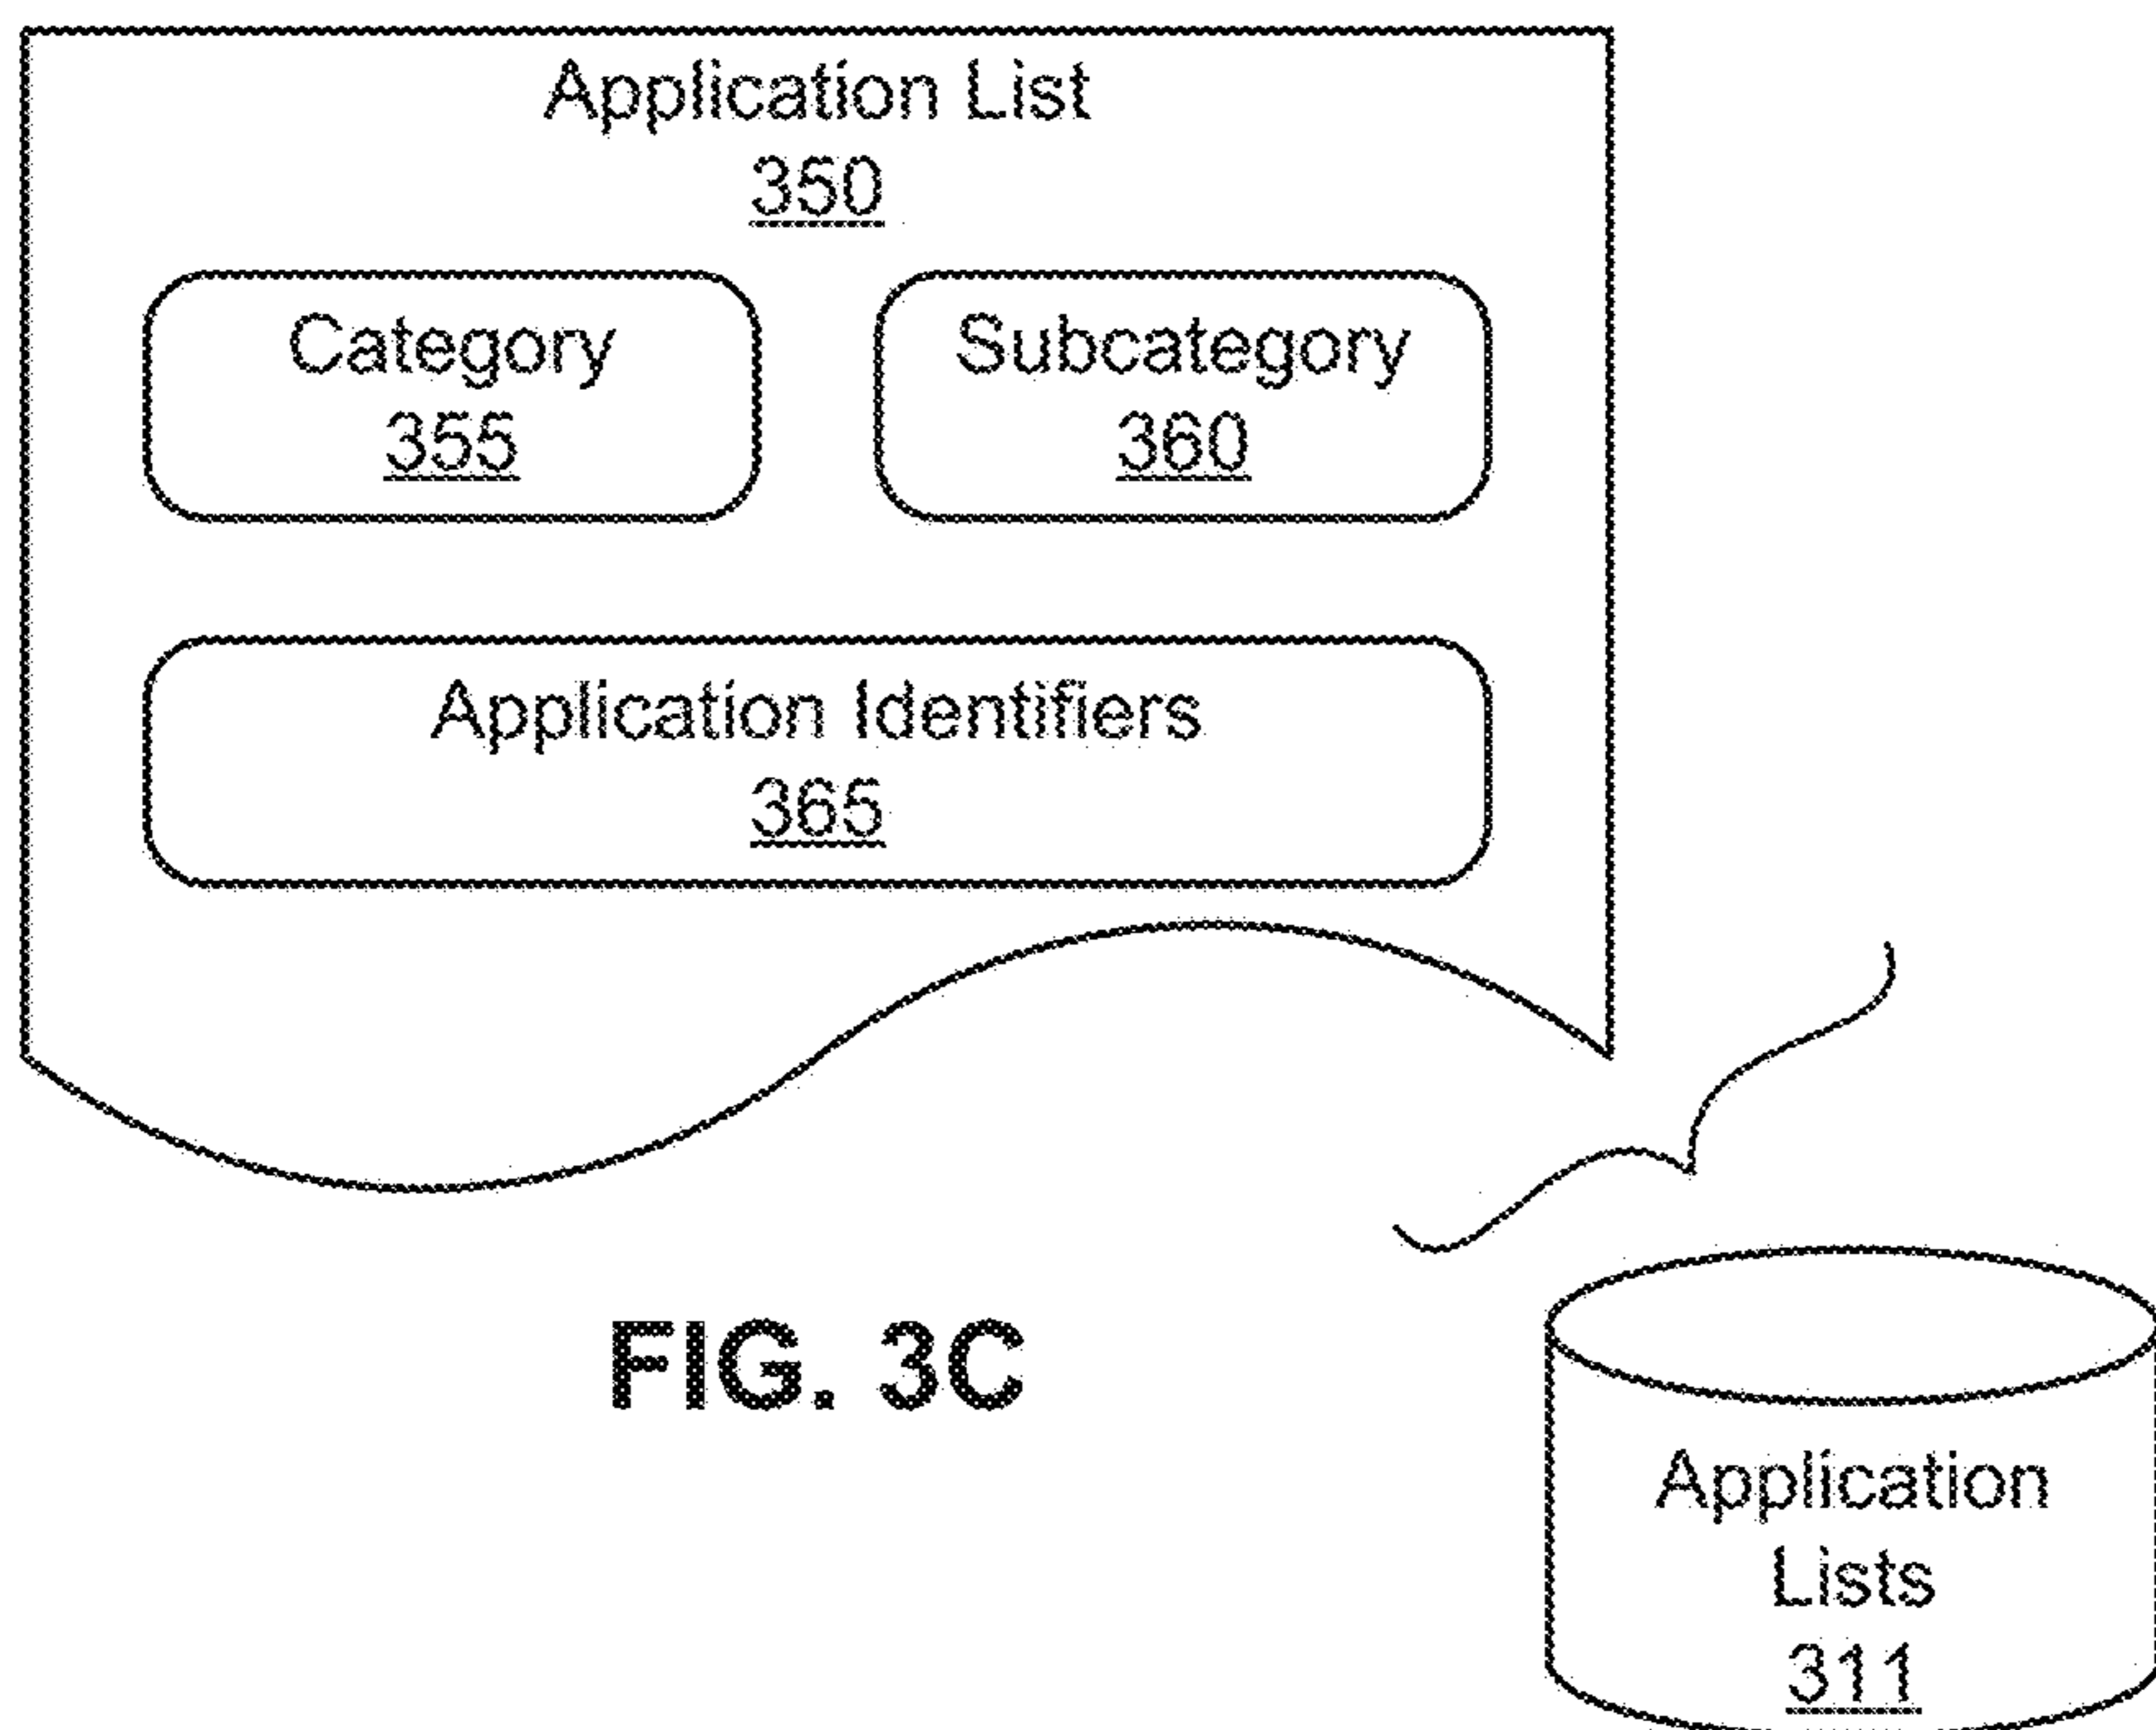 Application List
350
Category
355
Subcategory
360
Application Identifiers
365
FIG. 3C
Application
Lists
311